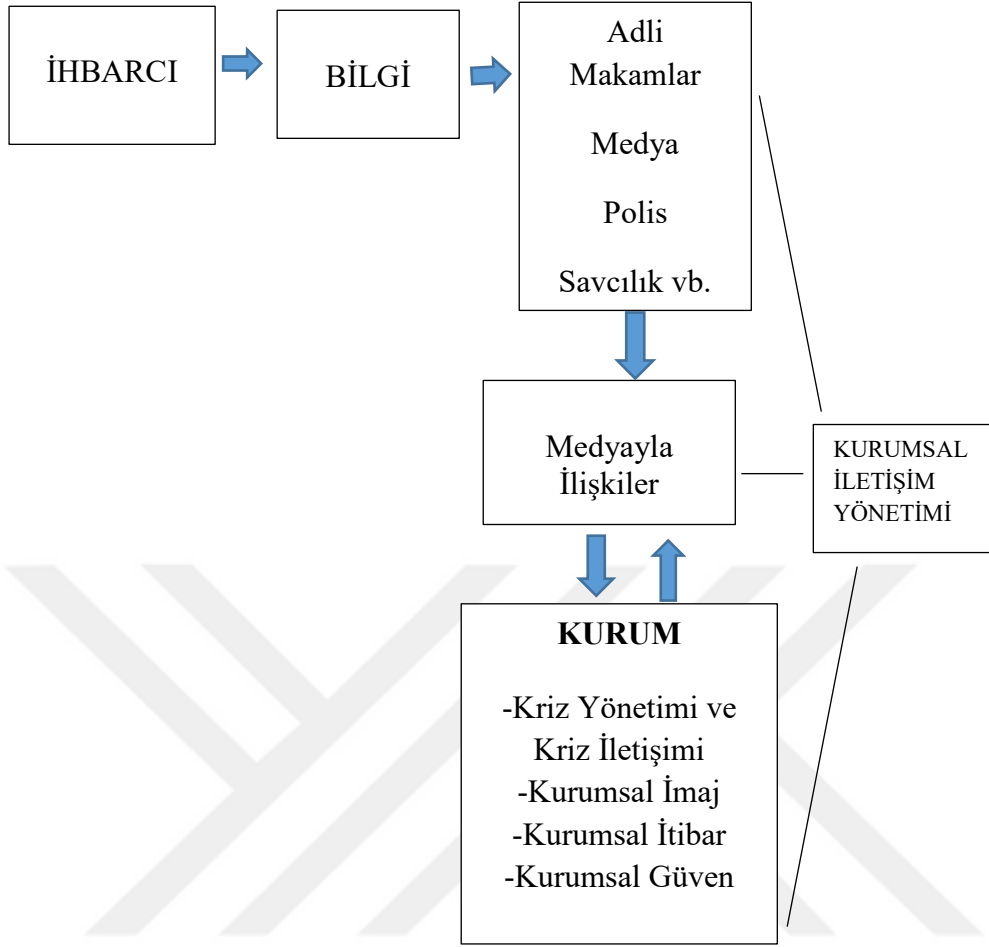 İHBARCI
BİLGİ
Adli
Makamlar
Medya
Polis
Savcılık vb.
Medyayla
İlişkiler
KURUMSAL
İLETİŞİM
YÖNETİMİ
KURUM
-Kriz Yönetimi ve
Kriz İletişimi
-Kurumsal İmaj
-Kurumsal İtibar
-Kurumsal Güven